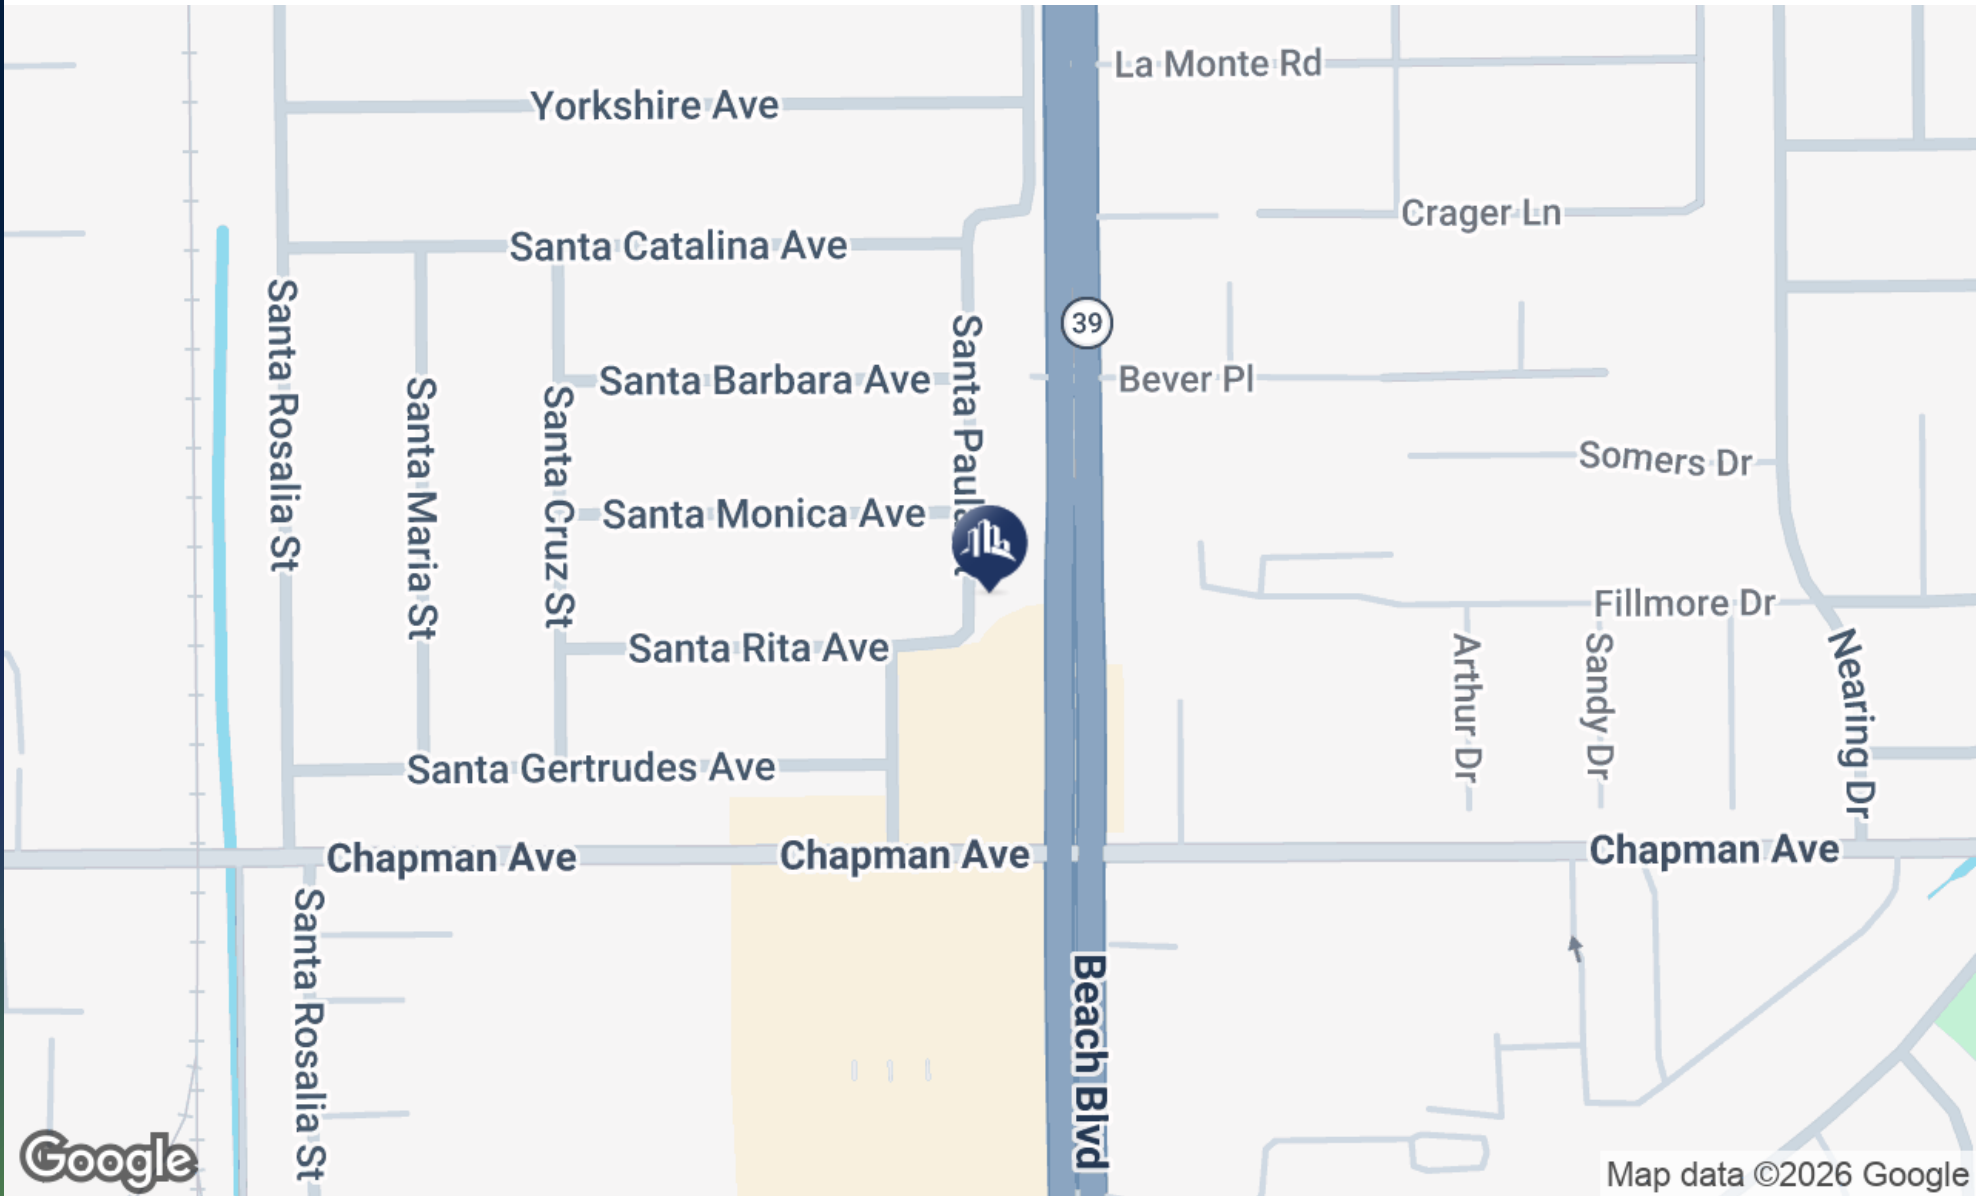 La Monte Rd
Yorkshire Ave
Crager Ln
Santa Catalina Ave
Santa Rosalia St
39
Santa Paula
Santa Barbara Ave
Bever Pl
Santa Maria St
Santa Cruz St
Somers Dr
Santa Monica Ave
Fillmore Dr
Santa Rita Ave
Arthur Dr
Sandy Dr
Nearing Dr
Santa Gertrudes Ave
Chapman Ave
Chapman Ave
Chapman Ave
Santa Rosalia St
Beach Blvd
Google
Map data ©2026 Google